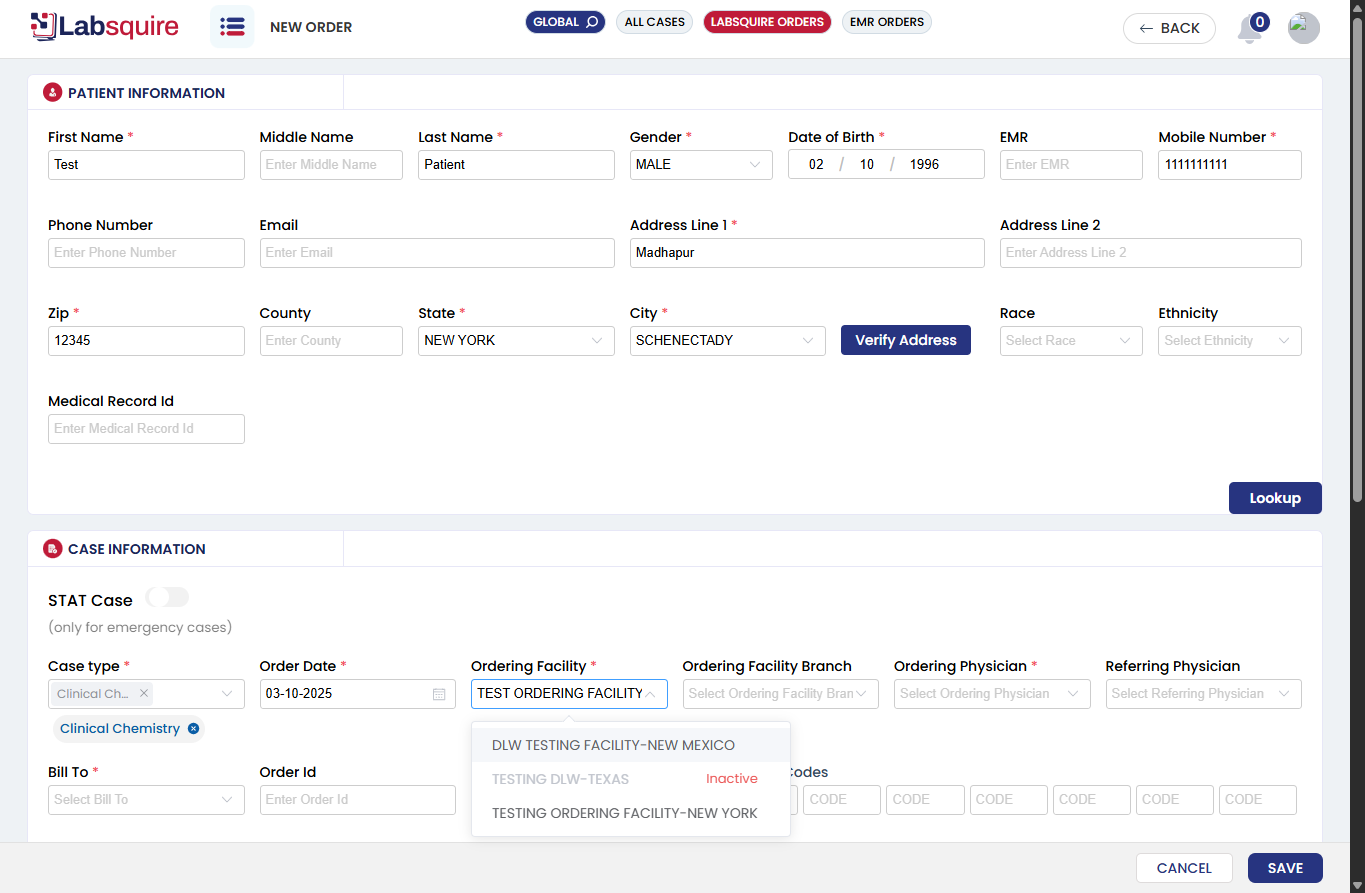 Labsquire NEW ORDER GLOBAL ALL CASES LABSQUIRE ORDERS EMR ORDERS ← BACK 0
PATIENT INFORMATION
First Name * Middle Name Last Name * Gender * Date of Birth * EMR Mobile Number *
Test Enter Middle Name Patient MALE 02 / 10 / 1996 Enter EMR 1111111111
Phone Number Email Address Line 1 * Address Line 2
Enter Phone Number Enter Email Madhapur Enter Address Line 2
Zip * County State * City * Race Ethnicity
12345 Enter County NEW YORK SCHENECTADY Verify Address Select Race Select Ethnicity
Medical Record Id
Enter Medical Record Id
Lookup
CASE INFORMATION
STAT Case
(only for emergency cases)
Case type * Order Date * Ordering Facility * Ordering Facility Branch Ordering Physician * Referring Physician
Clinical Ch... × 03-10-2025 TEST ORDERING FACILITY Select Ordering Facility Bran Select Ordering Physician Select Referring Physician
Clinical Chemistry
DLW TESTING FACILITY-NEW MEXICO
Bill To * Order Id TESTING DLW-TEXAS Inactive Codes
Select Bill To Enter Order Id CODE CODE CODE CODE CODE CODE
TESTING ORDERING FACILITY-NEW YORK
CANCEL SAVE